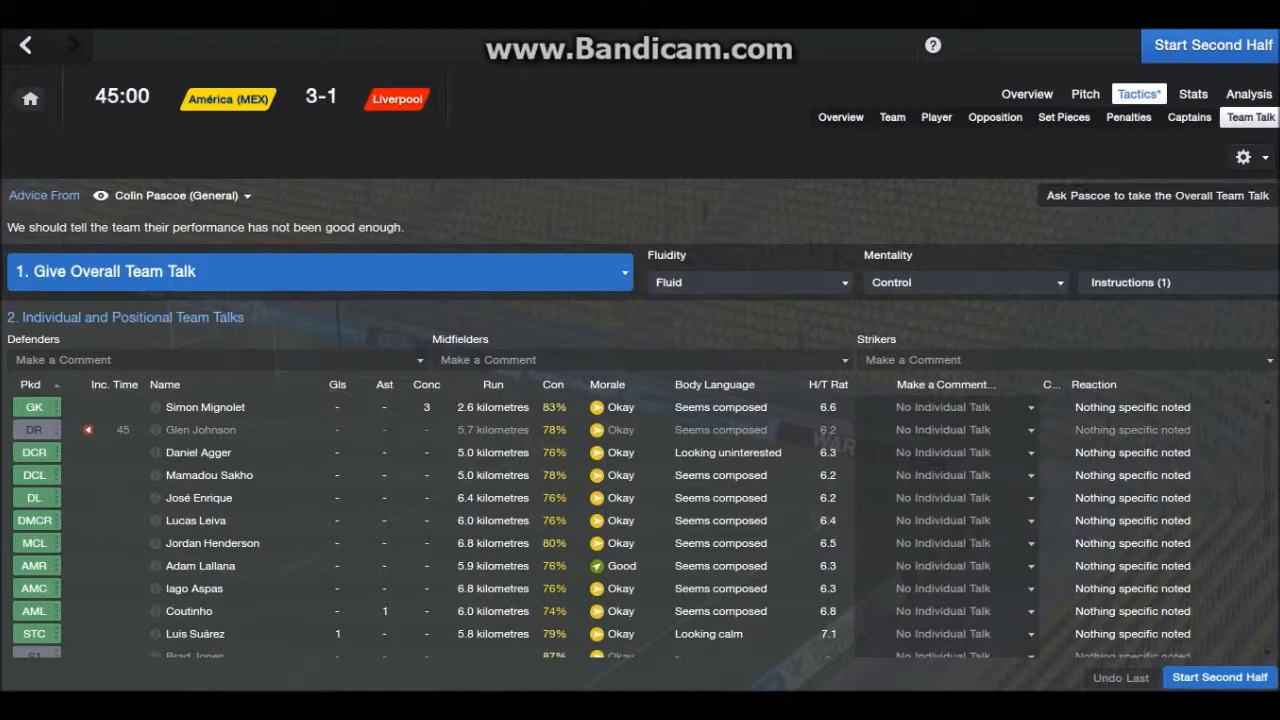 www.Bandicam.com
? Start Second Half
45:00 América (MEX) 3-1 Liverpool
Overview Pitch Tactics* Stats Analysis
Overview Team Player Opposition Set Pieces Penalties Captains Team Talk
Advice From Colin Pascoe (General) Ask Pascoe to take the Overall Team Talk
We should tell the team their performance has not been good enough.
Fluidity Mentality
1. Give Overall Team Talk Fluid Control Instructions (1)
2. Individual and Positional Team Talks
Defenders Midfielders Strikers
Make a Comment Make a Comment Make a Comment
Pkd Inc. Time Name Gls Ast Conc Run Con Morale Body Language H/T Rat Make a Comment... C... Reaction
GK Simon Mignolet - - 3 2.6 kilometres 83% Okay Seems composed 6.6 No Individual Talk Nothing specific noted
DR 45 Glen Johnson - - - 5.7 kilometres 78% Okay Seems composed 6.2 No Individual Talk Nothing specific noted
DCR Daniel Agger - - - 5.0 kilometres 76% Okay Looking uninterested 6.3 No Individual Talk Nothing specific noted
DCL Mamadou Sakho - - - 5.0 kilometres 78% Okay Seems composed 6.2 No Individual Talk Nothing specific noted
DL José Enrique - - - 6.4 kilometres 76% Okay Seems composed 6.2 No Individual Talk Nothing specific noted
DMCR Lucas Leiva - - - 6.0 kilometres 76% Okay Seems composed 6.4 No Individual Talk Nothing specific noted
MCL Jordan Henderson - - - 6.8 kilometres 80% Okay Seems composed 6.5 No Individual Talk Nothing specific noted
AMR Adam Lallana - - - 5.9 kilometres 76% Good Seems composed 6.3 No Individual Talk Nothing specific noted
AMC Iago Aspas - - - 6.8 kilometres 76% Okay Seems composed 6.3 No Individual Talk Nothing specific noted
AML Coutinho - 1 - 6.0 kilometres 74% Okay Seems composed 6.8 No Individual Talk Nothing specific noted
STC Luis Suárez 1 - - 5.8 kilometres 79% Okay Looking calm 7.1 No Individual Talk Nothing specific noted
S1 Brad Jones 87% Okay - - No Individual Talk Nothing specific noted
Undo Last Start Second Half